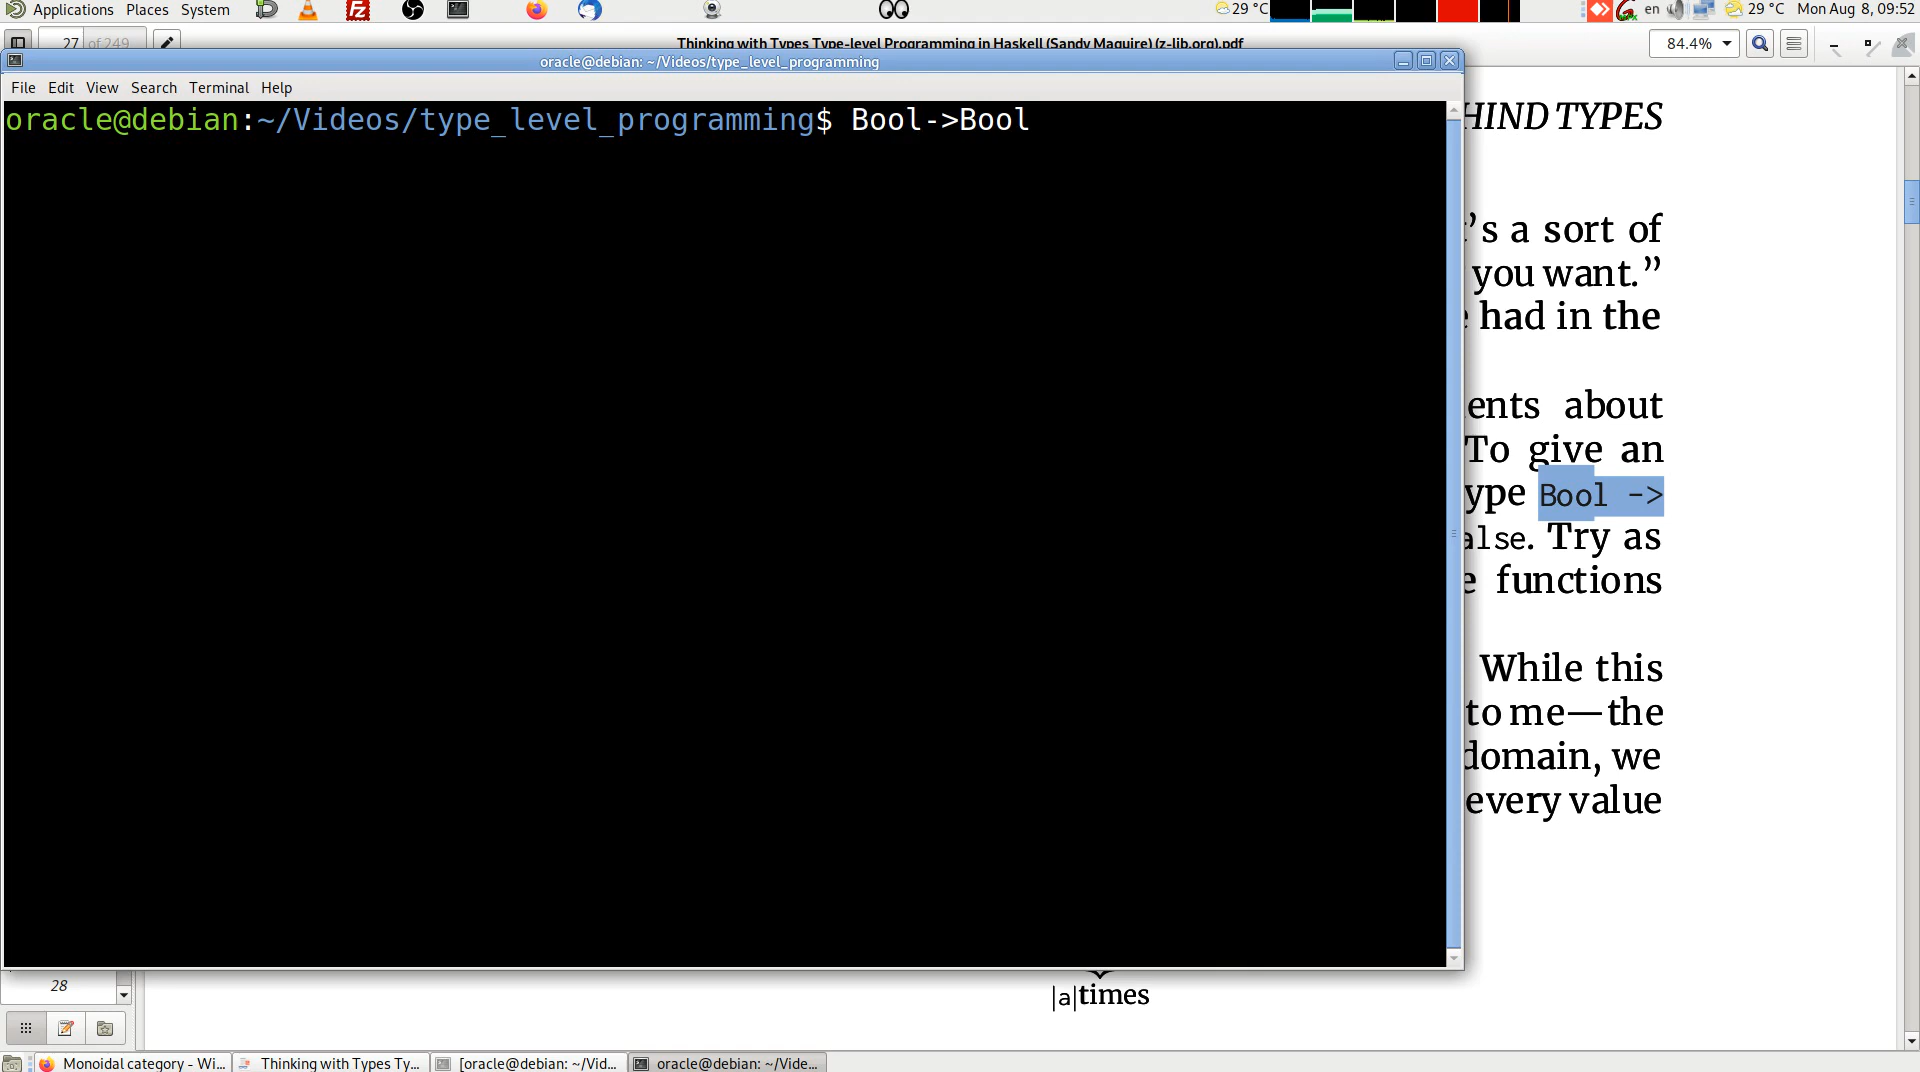 Applications Places System 29 °C en 29 °C Mon Aug 8, 09:52
27 of 249 Thinking with Types Type-level Programming in Haskell (Sandy Maguire) (z-lib.org).pdf 84.4%
oracle@debian: ~/Videos/type_level_programming
File Edit View Search Terminal Help
oracle@debian:~/Videos/type_level_programming$ Bool->Bool
HIND TYPES
's a sort of
you want.”
had in the
ents about
To give an
ype Bool ->
alse. Try as
e functions
While this
to me—the
domain, we
every value
|a|times
28
Monoidal category - Wi... Thinking with Types Ty... [oracle@debian: ~/Vid... oracle@debian: ~/Vide...